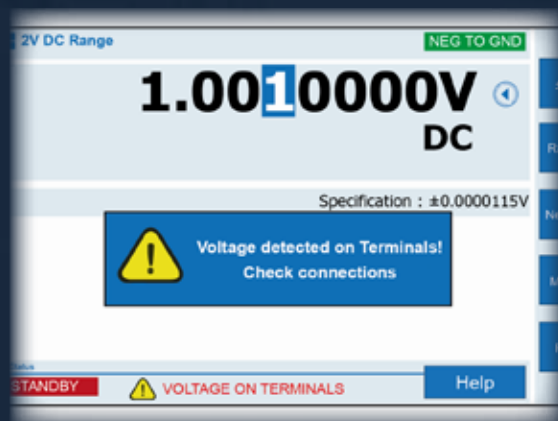 2V DC Range
NEG TO GND
1.0010000V
DC
Specification : ±0.0000115V
Voltage detected on Terminals!
Check connections
Status
STANDBY
VOLTAGE ON TERMINALS
Help